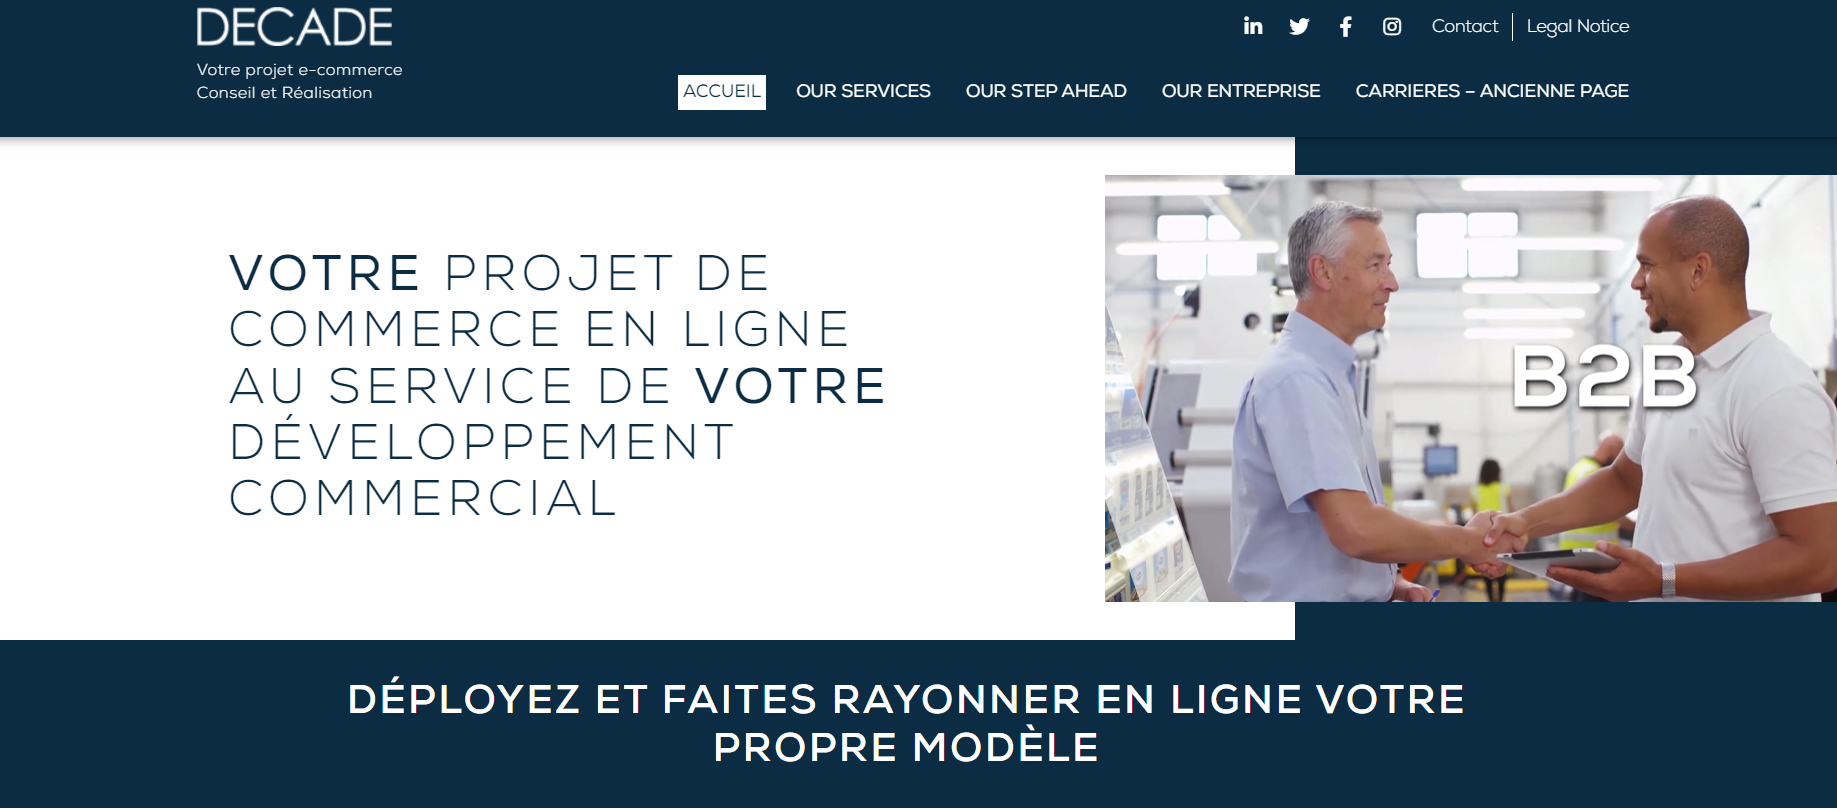 DECADE
Votre projet e-commerce
Conseil et Réalisation
Contact
Legal Notice
ACCUEIL
OUR SERVICES
OUR STEP AHEAD
OUR ENTREPRISE
CARRIERES – ANCIENNE PAGE
VOTRE PROJET DE
COMMERCE EN LIGNE
AU SERVICE DE VOTRE
DÉVELOPPEMENT
COMMERCIAL
B2B
DÉPLOYEZ ET FAITES RAYONNER EN LIGNE VOTRE
PROPRE MODÈLE